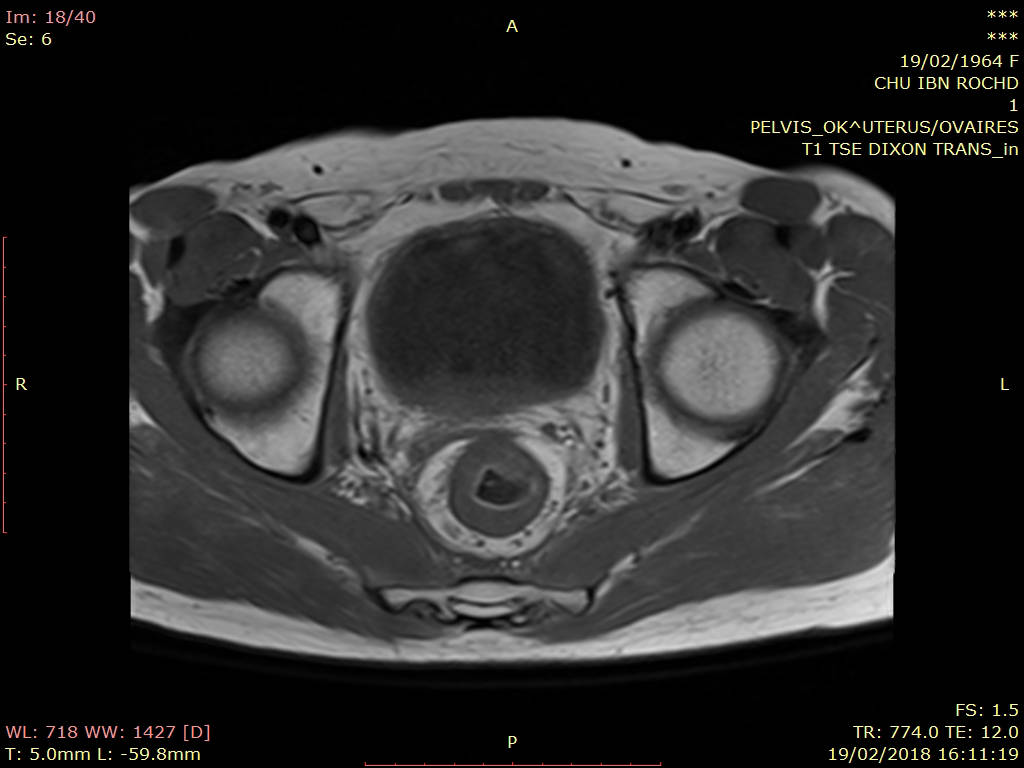 Im: 18/40
Se: 6
A
***
***
19/02/1964 F
CHU IBN ROCHD
1
PELVIS_OK^UTERUS/OVAIRES
T1 TSE DIXON TRANS_in
R
L
WL: 718 WW: 1427 [D]
T: 5.0mm L: -59.8mm
P
FS: 1.5
TR: 774.0 TE: 12.0
19/02/2018 16:11:19